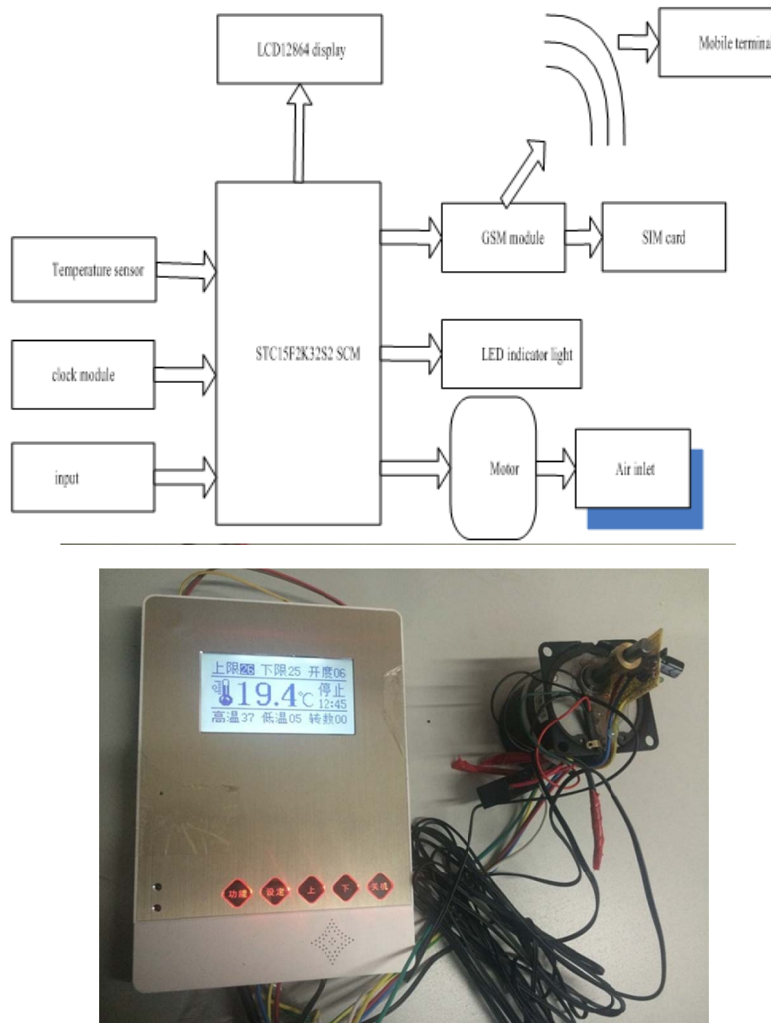 LCD12864 display
Mobile terminal
GSM module
SIM card
Temperature sensor
STC15F2K32S2 SCM
LED indicator light
clock module
input
Motor
Air inlet
上限26 下限25 开度06
19.4℃ 停止
12:45
高温37 低温05 转数00
功能 设定 上 下 关机